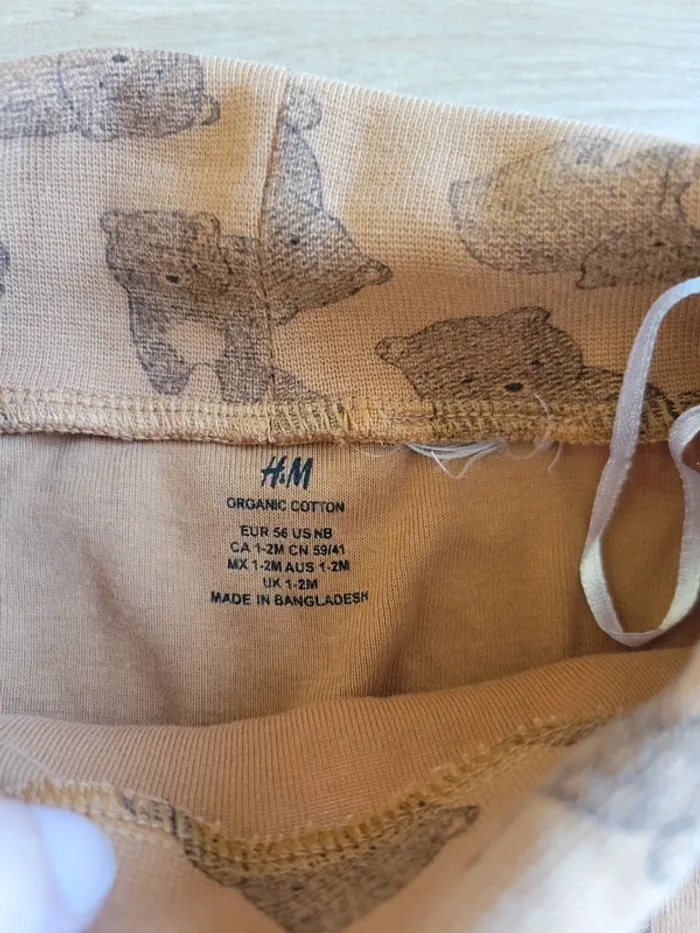 H&M
ORGANIC COTTON
EUR 56 US NB
CA 1-2M CN 59/41
MX 1-2M AUS 1-2M
UK 1-2M
MADE IN BANGLADESH